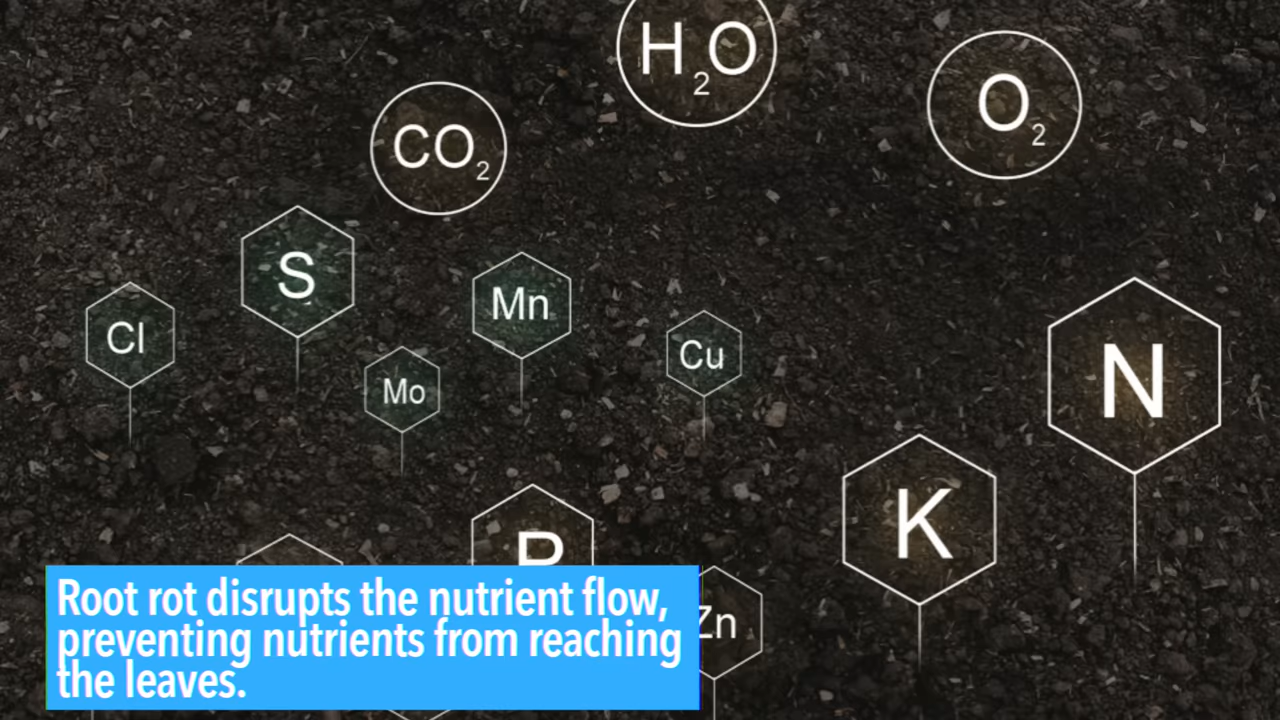 H2O
O2
CO2
S
Mn
Cl
Cu
Mo
N
K
P
Zn
Root rot disrupts the nutrient flow,
preventing nutrients from reaching
the leaves.